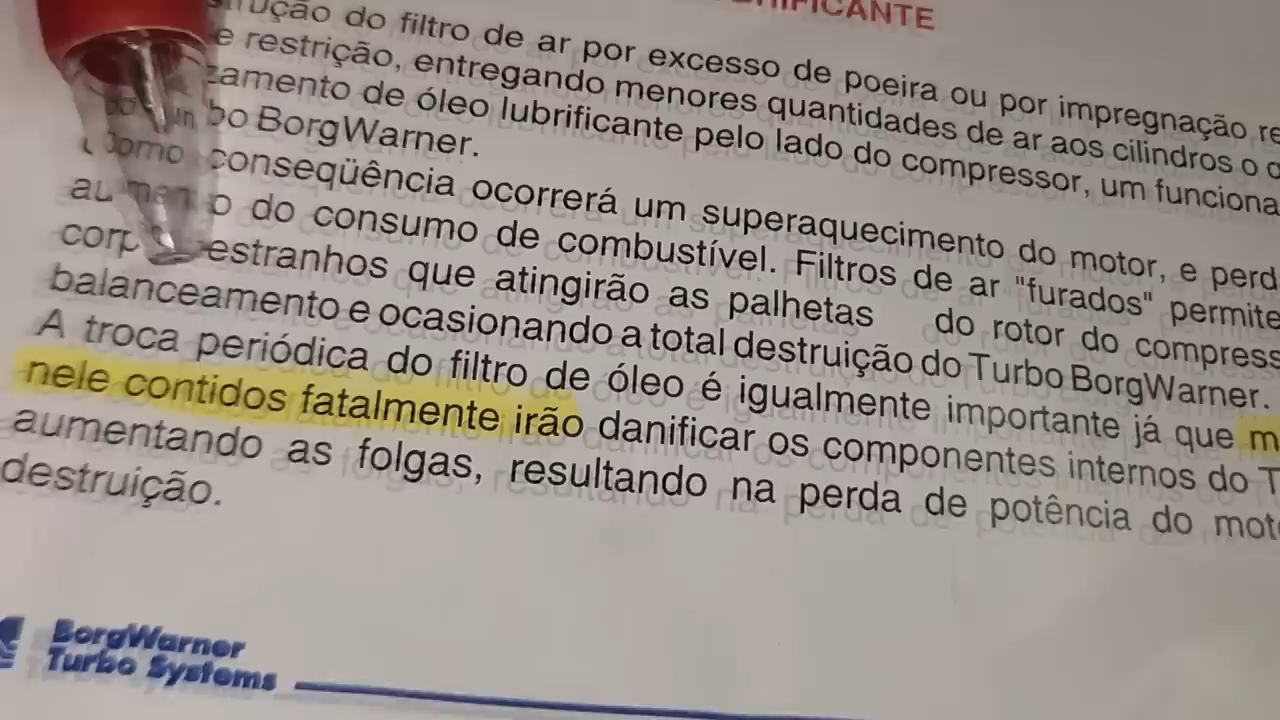 IFICANTE
do filtro de ar por excesso de poeira ou por impregnação re
e restrição, entregando menores quantidades de ar aos cilindros o
zamento de óleo lubrificante pelo lado do compressor, um funciona
bo BorgWarner.
Como conseqüência ocorrerá um superaquecimento do motor, e perd
do consumo de combustível. Filtros de ar "furados" permite
estranhos que atingirão as palhetas do rotor do compress
balanceamento e ocasionando a total destruição do Turbo BorgWarner.
A troca periódica do filtro de óleo é igualmente importante já que m
nele contidos fatalmente irão danificar os componentes internos do T
aumentando as folgas, resultando na perda de potência do moto
destruição.
BorgWarner
Turbo Systems